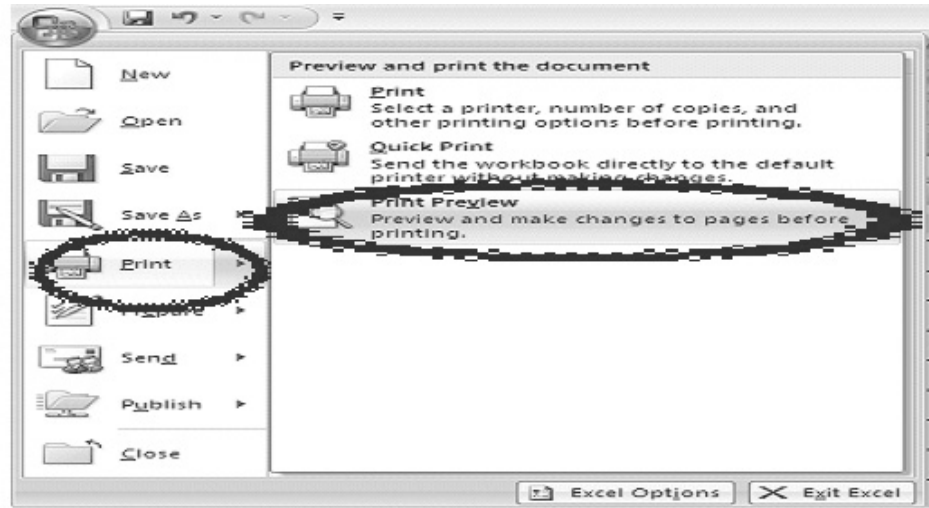 New
Open
Save
Save As
Print
Prepare
Send
Publish
Close
Preview and print the document
Print
Select a printer, number of copies, and
other printing options before printing.
Quick Print
Send the workbook directly to the default
printer without making changes.
Print Preview
Preview and make changes to pages before
printing.
Excel Options
Exit Excel